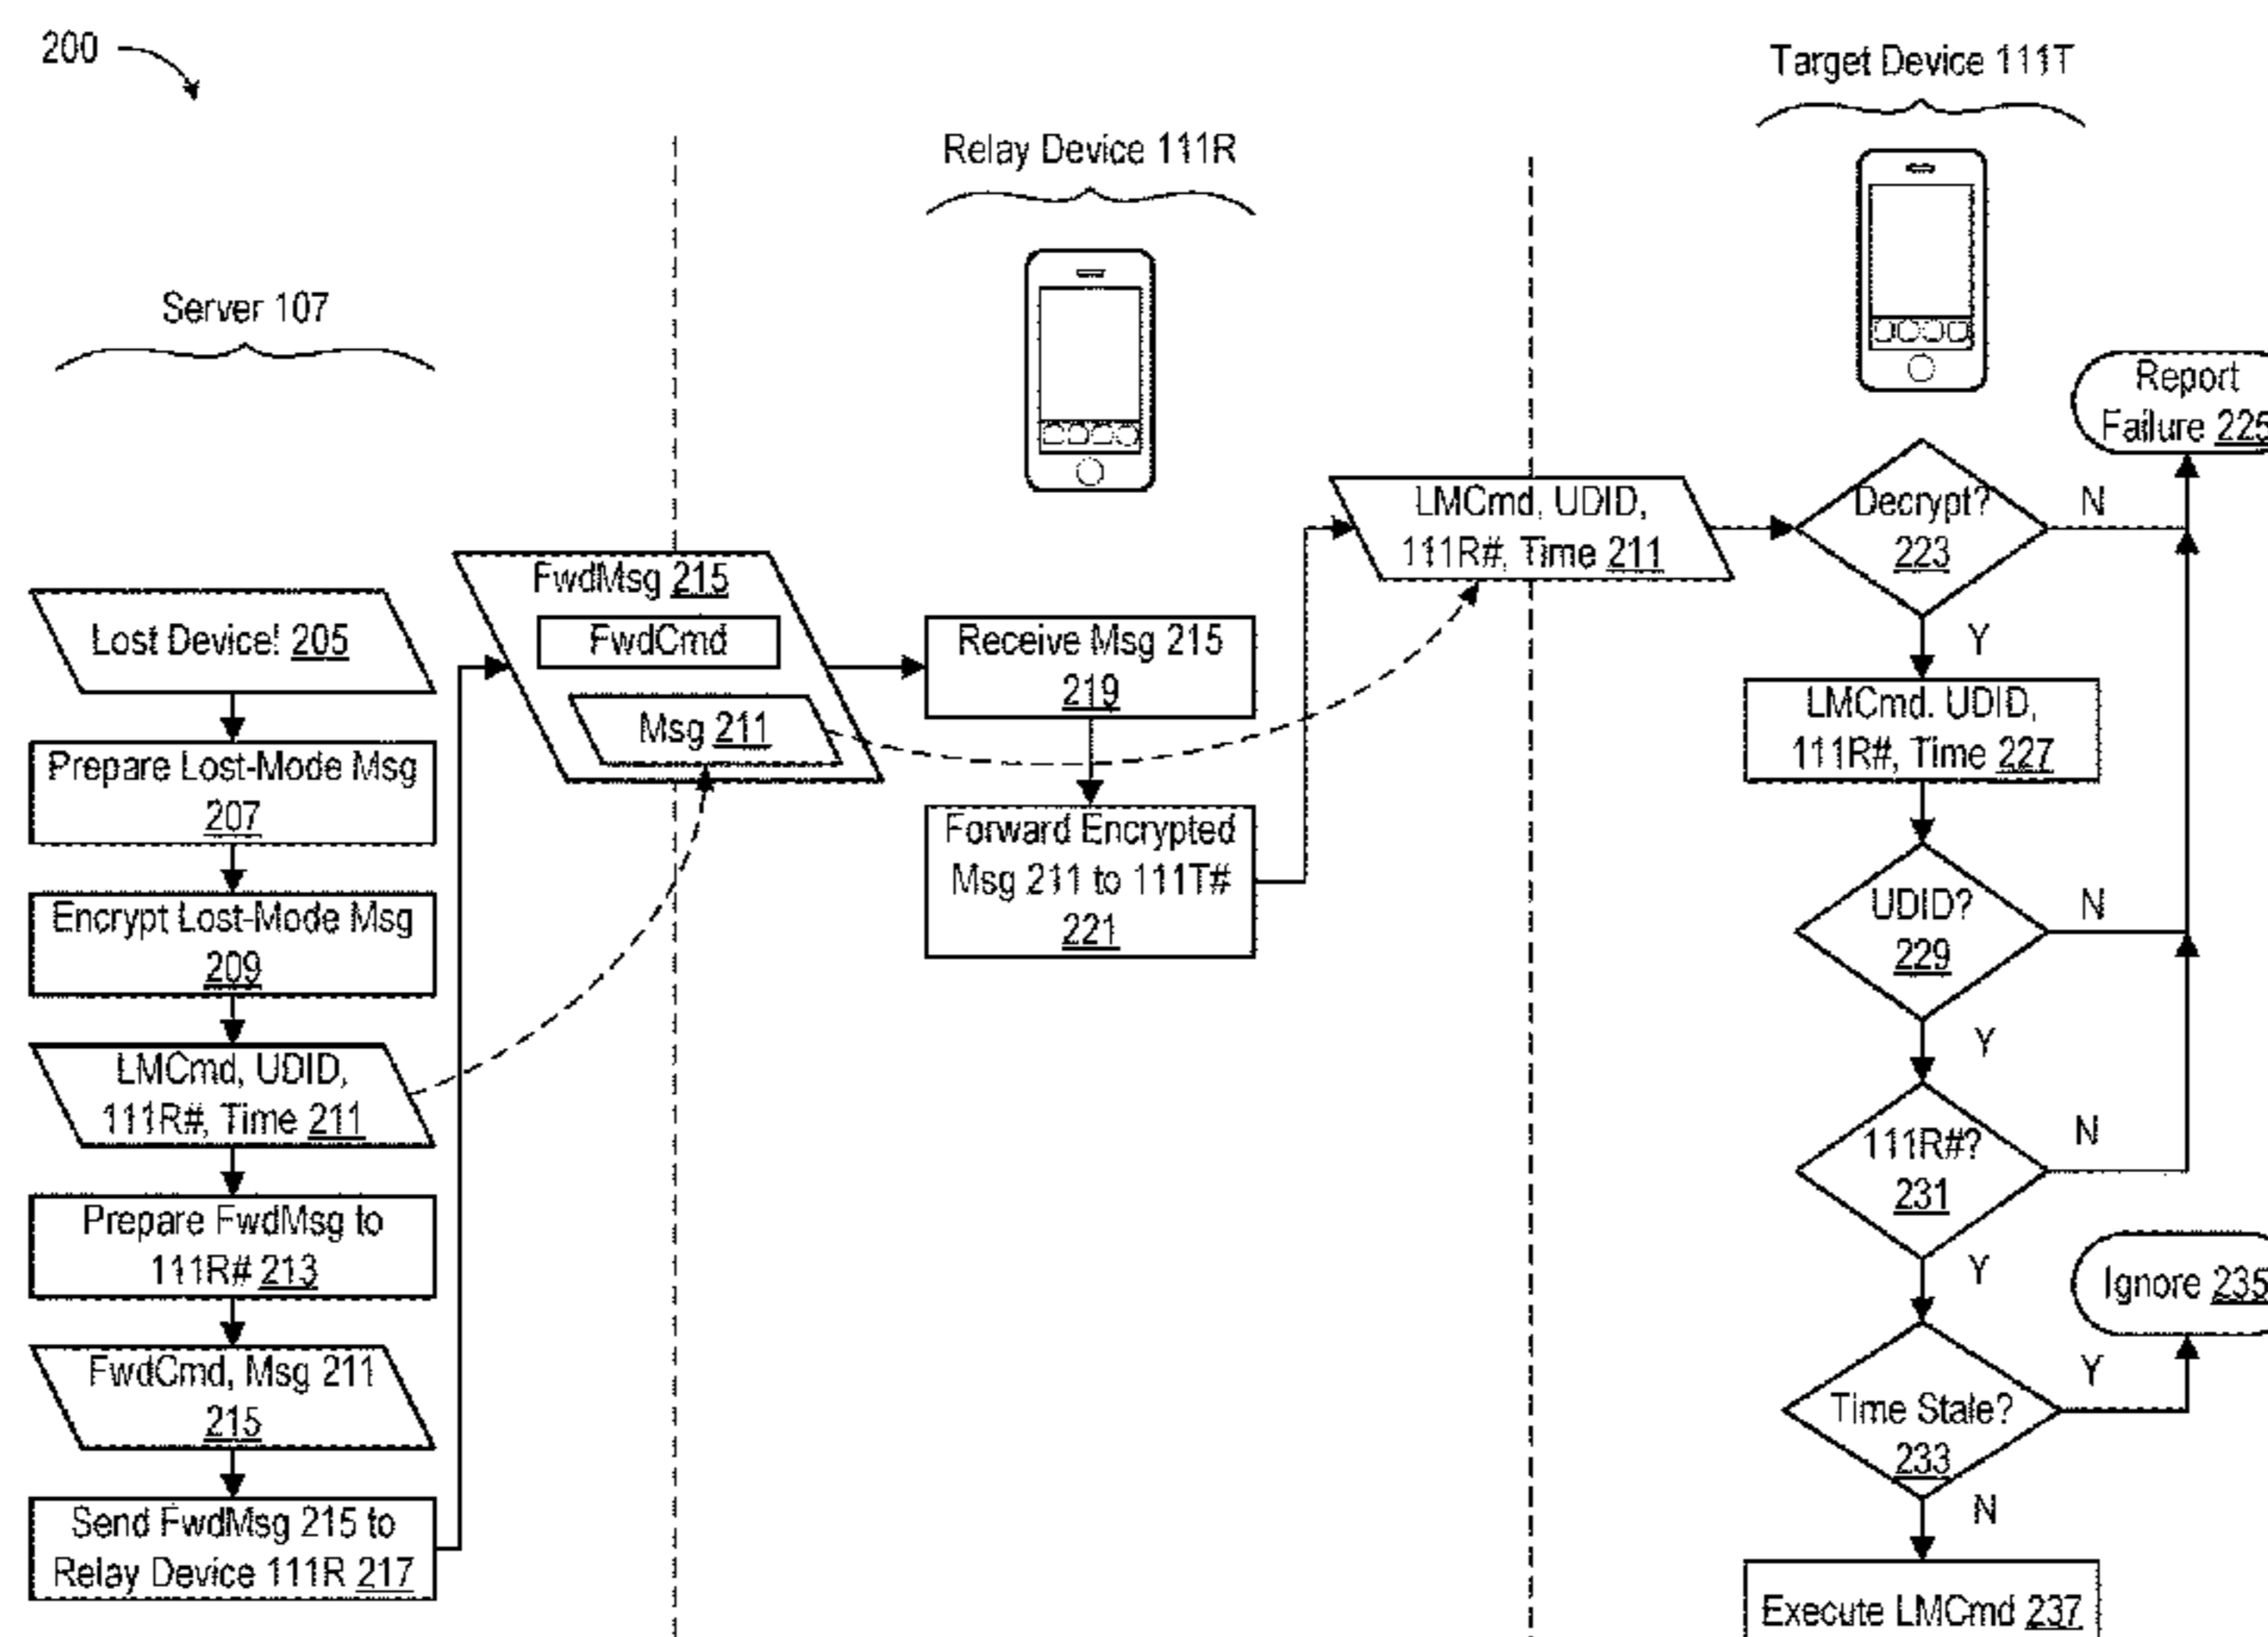 200
Server 107
Lost Device! 205
Prepare Lost-Mode Msg
207
Encrypt Lost-Mode Msg
209
LMCmd, UDID,
111R#, Time 211
Prepare FwdMsg to
111R# 213
FwdCmd, Msg 211
215
Send FwdMsg 215 to
Relay Device 111R 217
FwdMsg 215
FwdCmd
Msg 211
Relay Device 111R
Receive Msg 215
219
Forward Encrypted
Msg 211 to 111T#
221
LMCmd, UDID,
111R#, Time 211
Target Device 111T
Report
Failure 225
Decrypt?
223
N
Y
LMCmd. UDID,
111R#, Time 227
UDID?
229
N
Y
111R#?
231
N
Y
Ignore 235
Time Stale?
233
Y
N
Execute LMCmd 237